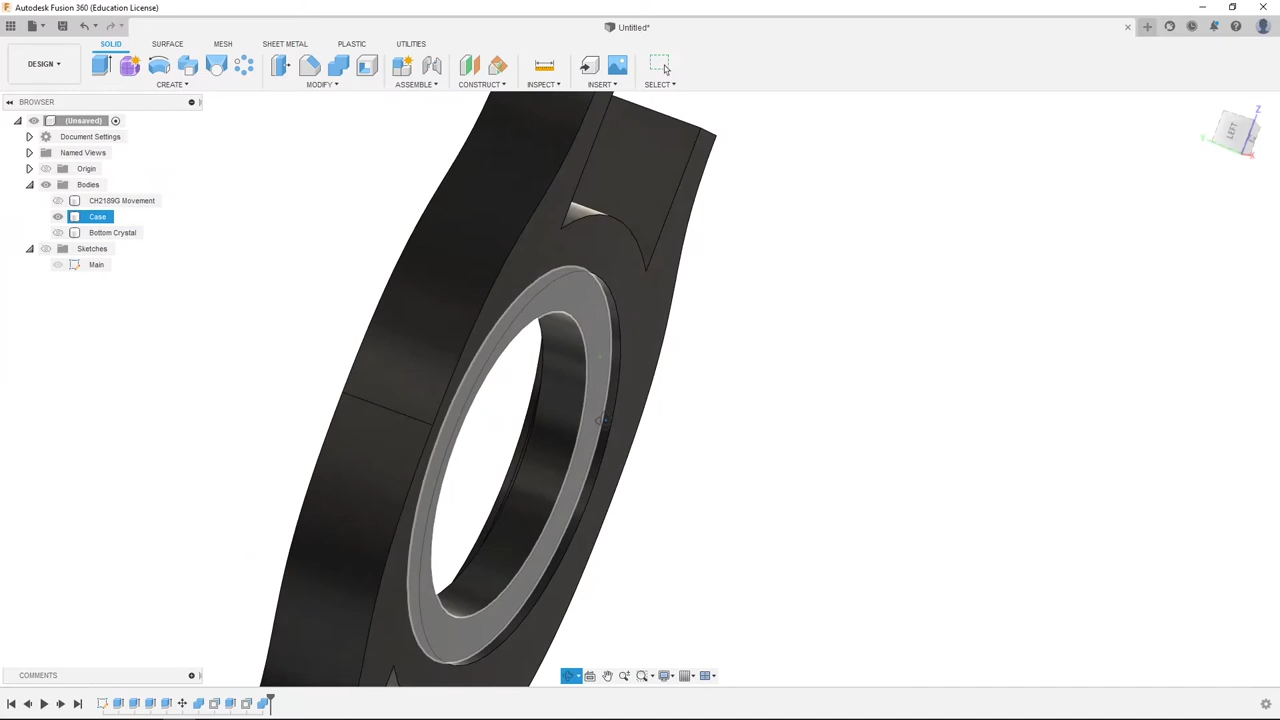 Autodesk Fusion 360 (Education License)
Untitled*
SOLID SURFACE MESH SHEET METAL PLASTIC UTILITIES
DESIGN
CREATE MODIFY ASSEMBLE CONSTRUCT INSPECT INSERT SELECT
BROWSER
(Unsaved)
Document Settings
Named Views
Origin
Bodies
CH2189G Movement
Case
Bottom Crystal
Sketches
Main
Z
LEFT
Y
X
COMMENTS